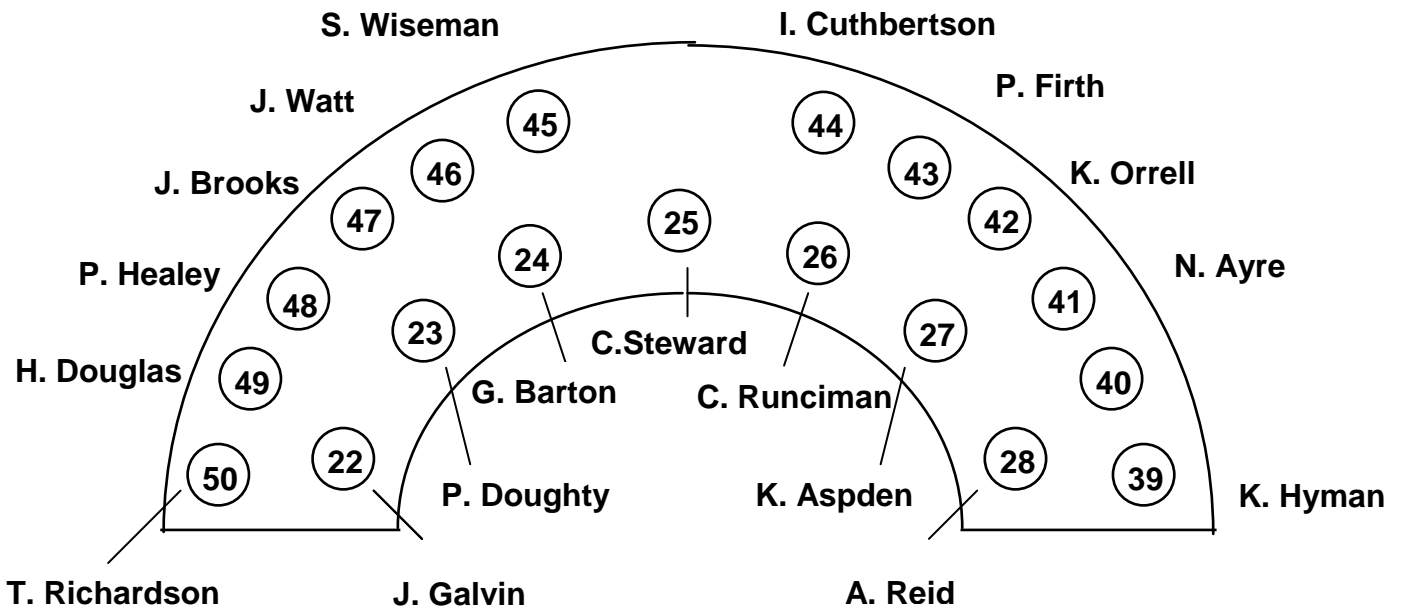 S. Wiseman
I. Cuthbertson
J. Watt
P. Firth
45
44
46
43
J. Brooks
K. Orrell
47
42
25
24
26
P. Healey
N. Ayre
48
41
23
27
C.Steward
H. Douglas
49
40
G. Barton
C. Runciman
50
22
28
39
P. Doughty
K. Aspden
K. Hyman
T. Richardson
J. Galvin
A. Reid